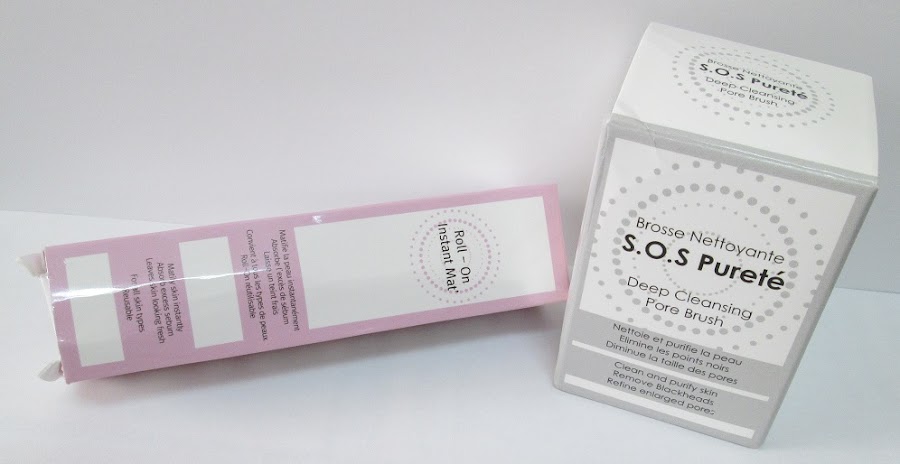 Roll – On
Instant Mat'
Matifie la peau instantanément
Absorbe l'excès de sébum
Laisse un teint frais
Convient à tous les types de peaux
Roll-on réutilisable
Matify skin instantly
Absorb excess sebum
Leaves skin looking fresh
For all skin types
Reusable
Brosse Nettoyante
S.O.S Pureté
Deep Cleansing
Pore Brush
Brosse Nettoyante
S.O.S Pureté
Deep Cleansing
Pore Brush
Nettoie et purifie la peau
Elimine les points noirs
Diminue la taille des pores
Clean and purify skin
Remove Blackheads
Refine enlarged pores